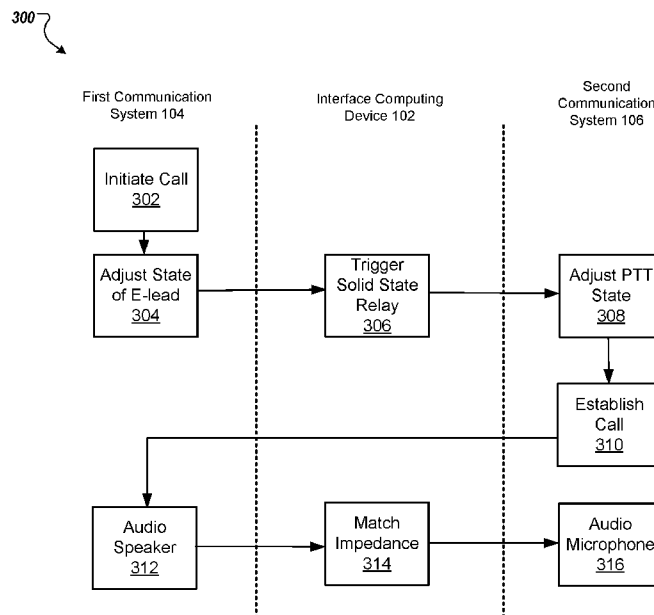 300
First Communication
System 104
Interface Computing
Device 102
Second
Communication
System 106
Initiate Call
302
Adjust State
of E-lead
304
Trigger
Solid State
Relay
306
Adjust PTT
State
308
Establish
Call
310
Audio
Speaker
312
Match
Impedance
314
Audio
Microphone
316